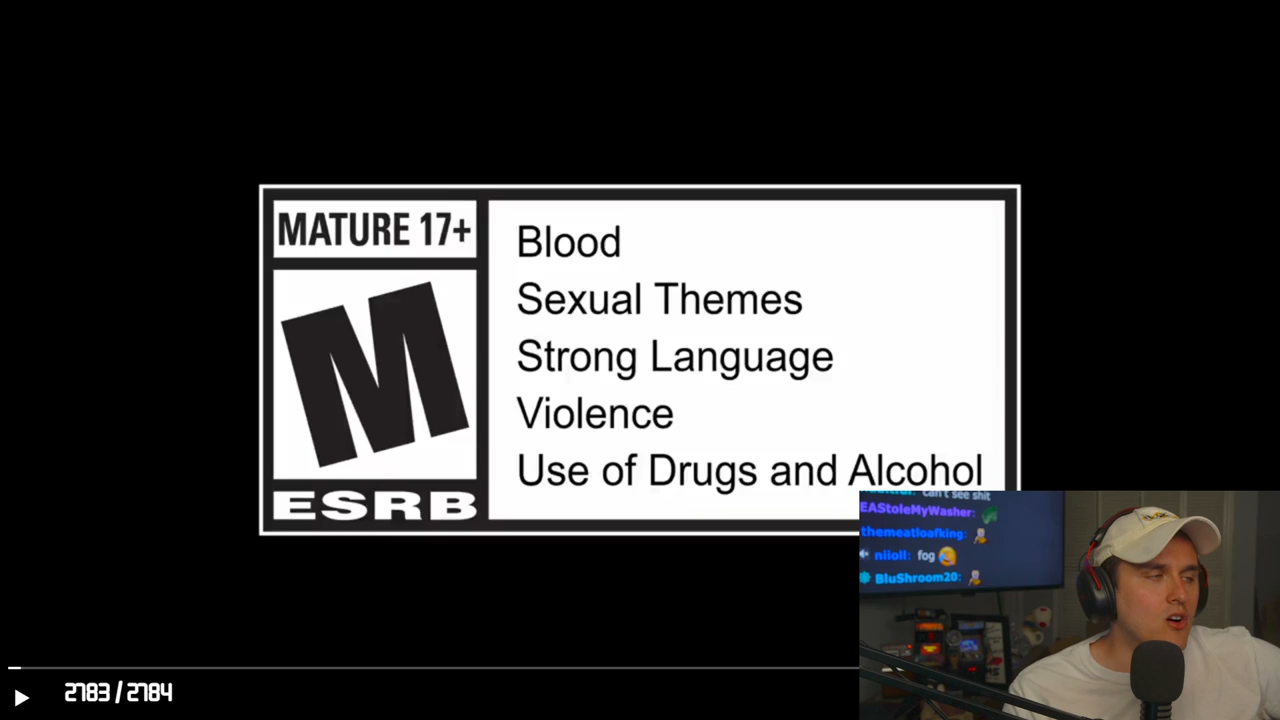 MATURE 17+
M
ESRB
Blood
Sexual Themes
Strong Language
Violence
Use of Drugs and Alcohol
can't see shit
EAStoleMyWasher:
themeatloafking:
niioll: fog
BluShroom20:
2783 / 2784